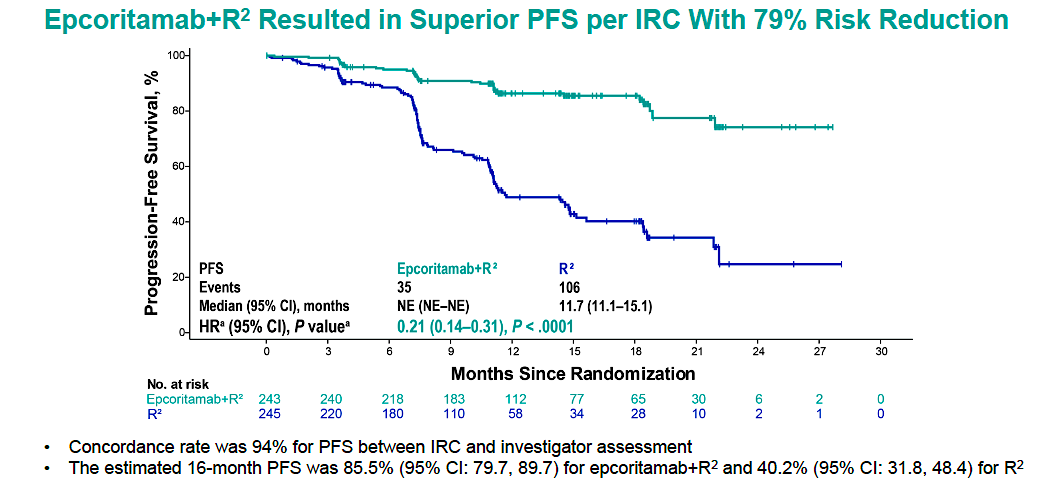 Epcoritamab+R² Resulted in Superior PFS per IRC With 79% Risk Reduction
Progression-Free Survival, %
100
80
60
40
20
0
PFS Epcoritamab+R² R²
Events 35 106
Median (95% CI), months NE (NE–NE) 11.7 (11.1–15.1)
HRᵃ (95% CI), P valueᵃ 0.21 (0.14–0.31), P < .0001
0 3 6 9 12 15 18 21 24 27 30
Months Since Randomization
No. at risk
Epcoritamab+R² 243 240 218 183 112 77 65 30 6 2 0
R² 245 220 180 110 58 34 28 10 2 1 0
• Concordance rate was 94% for PFS between IRC and investigator assessment
• The estimated 16-month PFS was 85.5% (95% CI: 79.7, 89.7) for epcoritamab+R² and 40.2% (95% CI: 31.8, 48.4) for R²